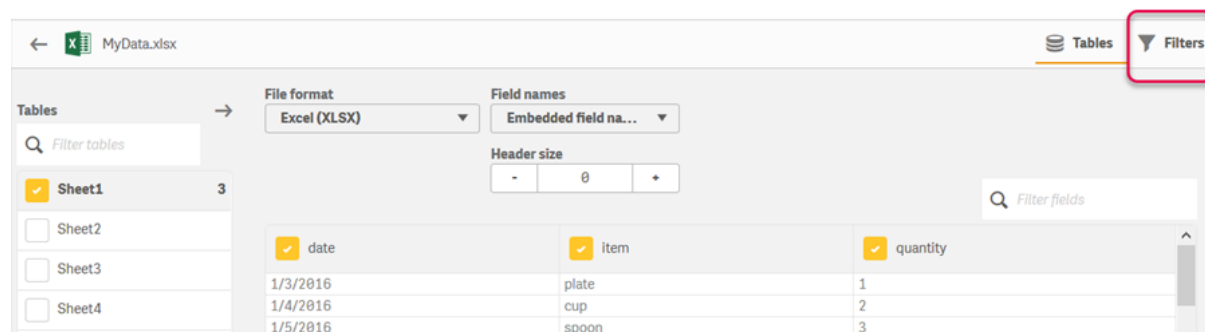 MyData.xlsx
Tables
Filters
Tables
Filter tables
Sheet1 3
Sheet2
Sheet3
Sheet4
File format
Excel (XLSX)
Field names
Embedded field na...
Header size
- 0 +
Filter fields
date item quantity
1/3/2016 plate 1
1/4/2016 cup 2
1/5/2016 spoon 3